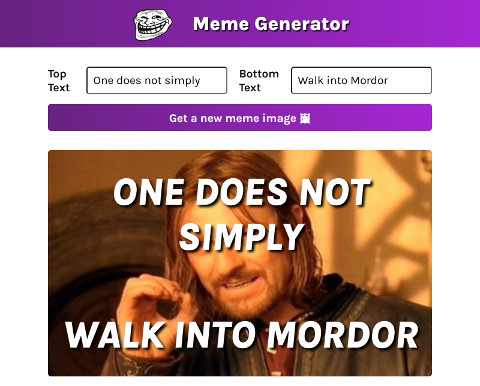 Meme Generator
Top Text
One does not simply
Bottom Text
Walk into Mordor
Get a new meme image 🖼
ONE DOES NOT
SIMPLY
WALK INTO MORDOR